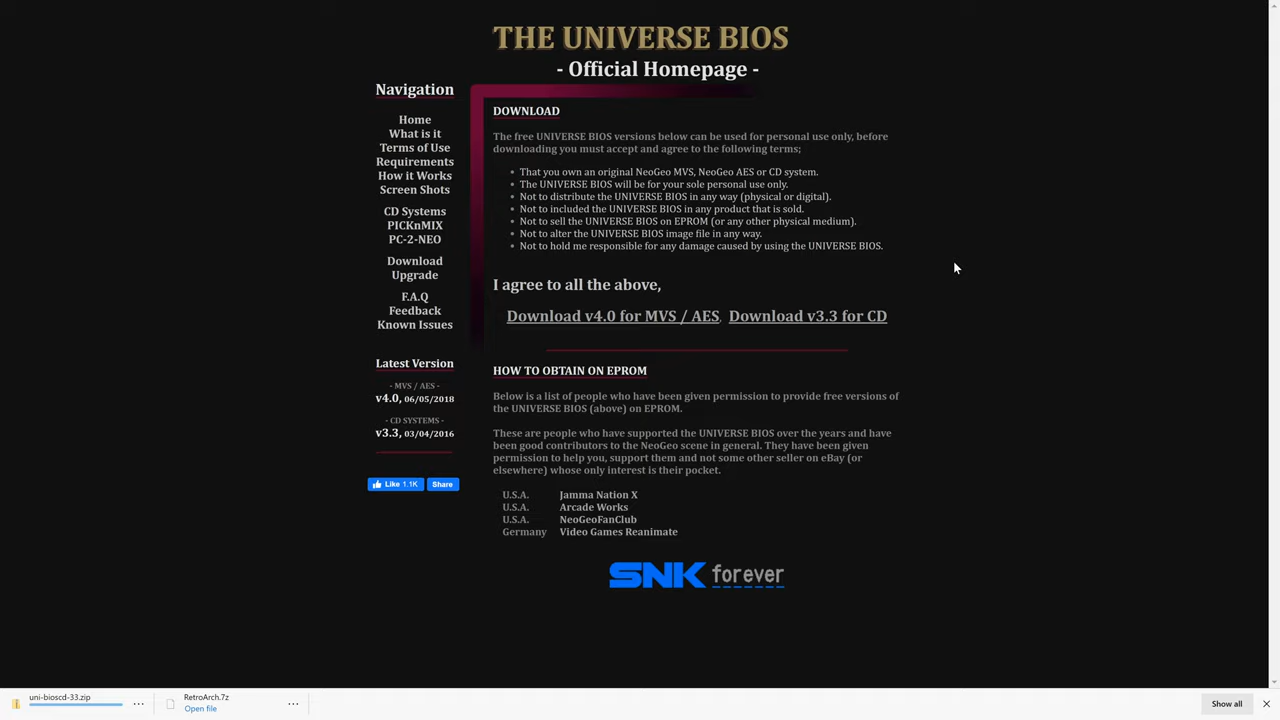 THE UNIVERSE BIOS
- Official Homepage -
Navigation
Home
What is it
Terms of Use
Requirements
How it Works
Screen Shots
CD Systems
PICKnMIX
PC-2-NEO
Download
Upgrade
F.A.Q
Feedback
Known Issues
Latest Version
- MVS / AES -
v4.0, 06/05/2018
- CD SYSTEMS -
v3.3, 03/04/2016
Like 1.1K Share
DOWNLOAD
The free UNIVERSE BIOS versions below can be used for personal use only, before
downloading you must accept and agree to the following terms;
• That you own an original NeoGeo MVS, NeoGeo AES or CD system.
• The UNIVERSE BIOS will be for your sole personal use only.
• Not to distribute the UNIVERSE BIOS in any way (physical or digital).
• Not to included the UNIVERSE BIOS in any product that is sold.
• Not to sell the UNIVERSE BIOS on EPROM (or any other physical medium).
• Not to alter the UNIVERSE BIOS image file in any way.
• Not to hold me responsible for any damage caused by using the UNIVERSE BIOS.
I agree to all the above,
Download v4.0 for MVS / AES, Download v3.3 for CD
HOW TO OBTAIN ON EPROM
Below is a list of people who have been given permission to provide free versions of
the UNIVERSE BIOS (above) on EPROM.
These are people who have supported the UNIVERSE BIOS over the years and have
been good contributors to the NeoGeo scene in general. They have been given
permission to help you, support them and not some other seller on eBay (or
elsewhere) whose only interest is their pocket.
U.S.A. Jamma Nation X
U.S.A. Arcade Works
U.S.A. NeoGeoFanClub
Germany Video Games Reanimate
SNK forever
uni-bioscd-33.zip
RetroArch.7z
Open file
Show all